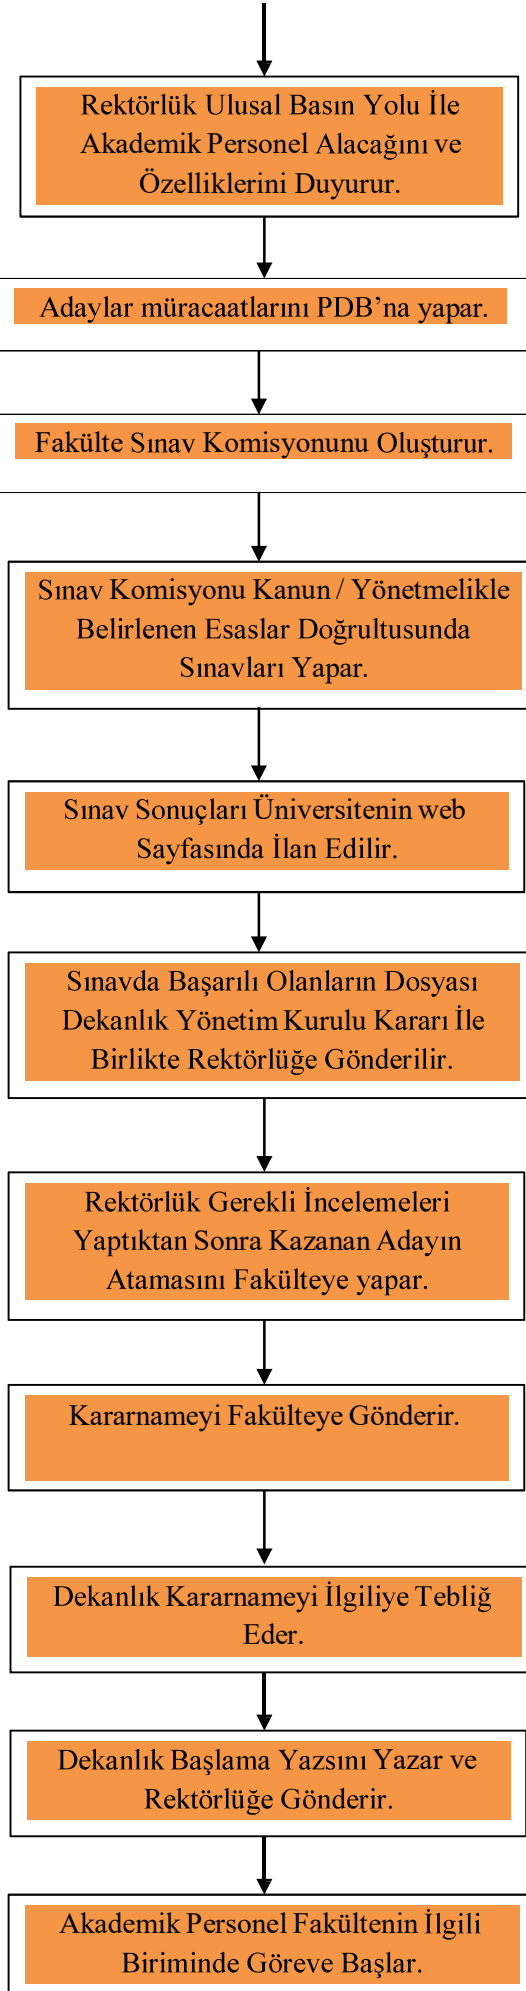 Rektörlük Ulusal Basın Yolu İle
Akademik Personel Alacağını ve
Özelliklerini Duyurur.
Adaylar müracaatlarını PDB’na yapar.
Fakülte Sınav Komisyonunu Oluşturur.
Sınav Komisyonu Kanun / Yönetmelikle
Belirlenen Esaslar Doğrultusunda
Sınavları Yapar.
Sınav Sonuçları Üniversitenin web
Sayfasında İlan Edilir.
Sınavda Başarılı Olanların Dosyası
Dekanlık Yönetim Kurulu Kararı İle
Birlikte Rektörlüğe Gönderilir.
Rektörlük Gerekli İncelemeleri
Yaptıktan Sonra Kazanan Adayın
Atamasını Fakülteye yapar.
Kararnameyi Fakülteye Gönderir.
Dekanlık Kararnameyi İlgiliye Tebliğ
Eder.
Dekanlık Başlama Yazsını Yazar ve
Rektörlüğe Gönderir.
Akademik Personel Fakültenin İlgili
Biriminde Göreve Başlar.